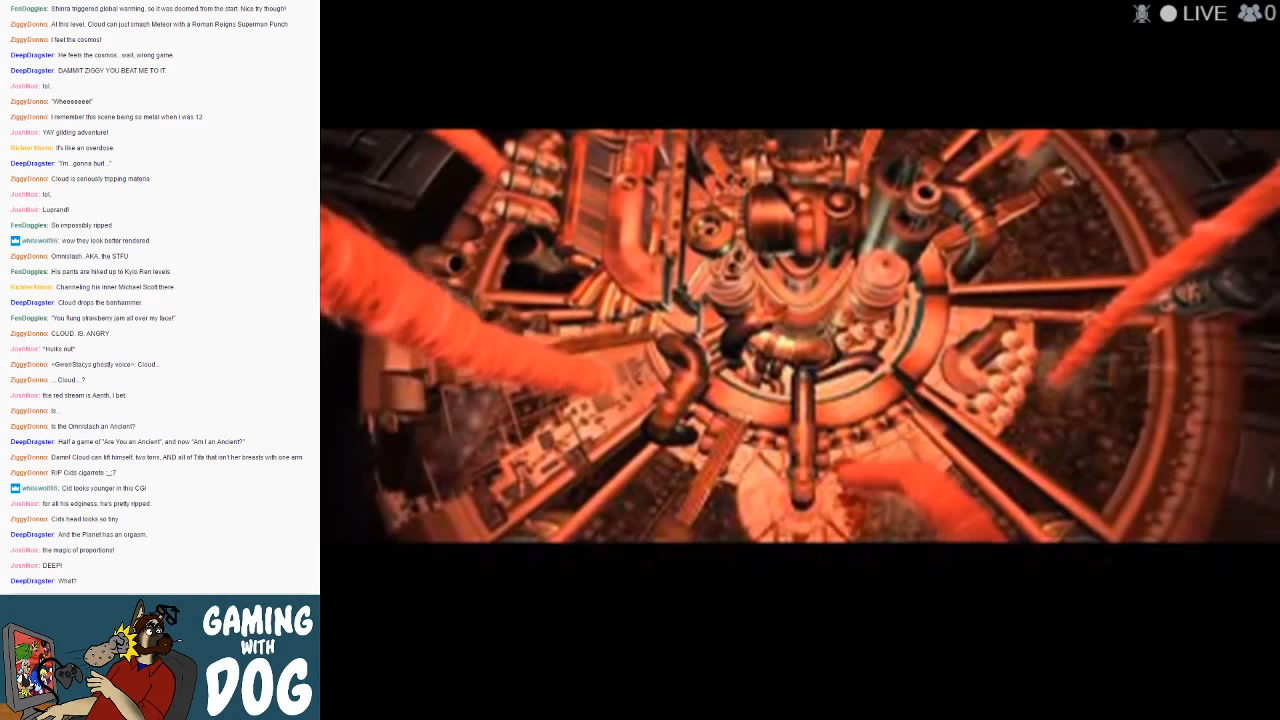 FenDoggles: Shinra triggered global warming, so it was doomed from the start. Nice try though!
ZiggyDonno: At this level, Cloud can just smash Meteor with a Roman Reigns Superman Punch
ZiggyDonno: I feel the cosmos!
DeepDragster: He feels the cosmos...wait, wrong game.
DeepDragster: DAMMIT ZIGGY YOU BEAT ME TO IT.
JoshNoir: lol.
ZiggyDonno: "Wheeeeeee!"
ZiggyDonno: I remember this scene being so metal when I was 12
JoshNoir: YAY gilding adventure!
RichterStorm: It's like an overdose.
DeepDragster: "I'm...gonna hurl..."
ZiggyDonno: Cloud is seriously tripping materia
JoshNoir: lol.
JoshNoir: Luprand!
FenDoggles: So impossibly ripped
whitewolf86: wow they look better rendered
ZiggyDonno: Omnislash. AKA, the STFU
FenDoggles: His pants are hiked up to Kylo Ren levels
RichterStorm: Channeling his inner Michael Scott there
DeepDragster: Cloud drops the banhammer.
FenDoggles: "You flung strawberry jam all over my face!"
ZiggyDonno: CLOUD. IS. ANGRY
JoshNoir: *Hulks out*
ZiggyDonno: <GwenStacys ghostly voice>: Cloud...
ZiggyDonno: ... Cloud....?
JoshNoir: the red stream is Aerith, I bet.
ZiggyDonno: Is...
ZiggyDonno: Is the Omnislash an Ancient?
DeepDragster: Half a game of "Are You an Ancient", and now "Am I an Ancient?"
ZiggyDonno: Damn! Cloud can lift himself, two tons, AND all of Tifa that isn't her breasts with one arm
ZiggyDonno: RIP Cids cigarrete ;_;7
whitewolf86: Cid looks younger in this CGI
JoshNoir: for all his edginess, he's pretty ripped.
ZiggyDonno: Cids head looks so tiny
DeepDragster: And the Planet has an orgasm.
JoshNoir: the magic of proportions!
JoshNoir: DEEP!
DeepDragster: What?
GAMING
WITH
DOG
LIVE 0